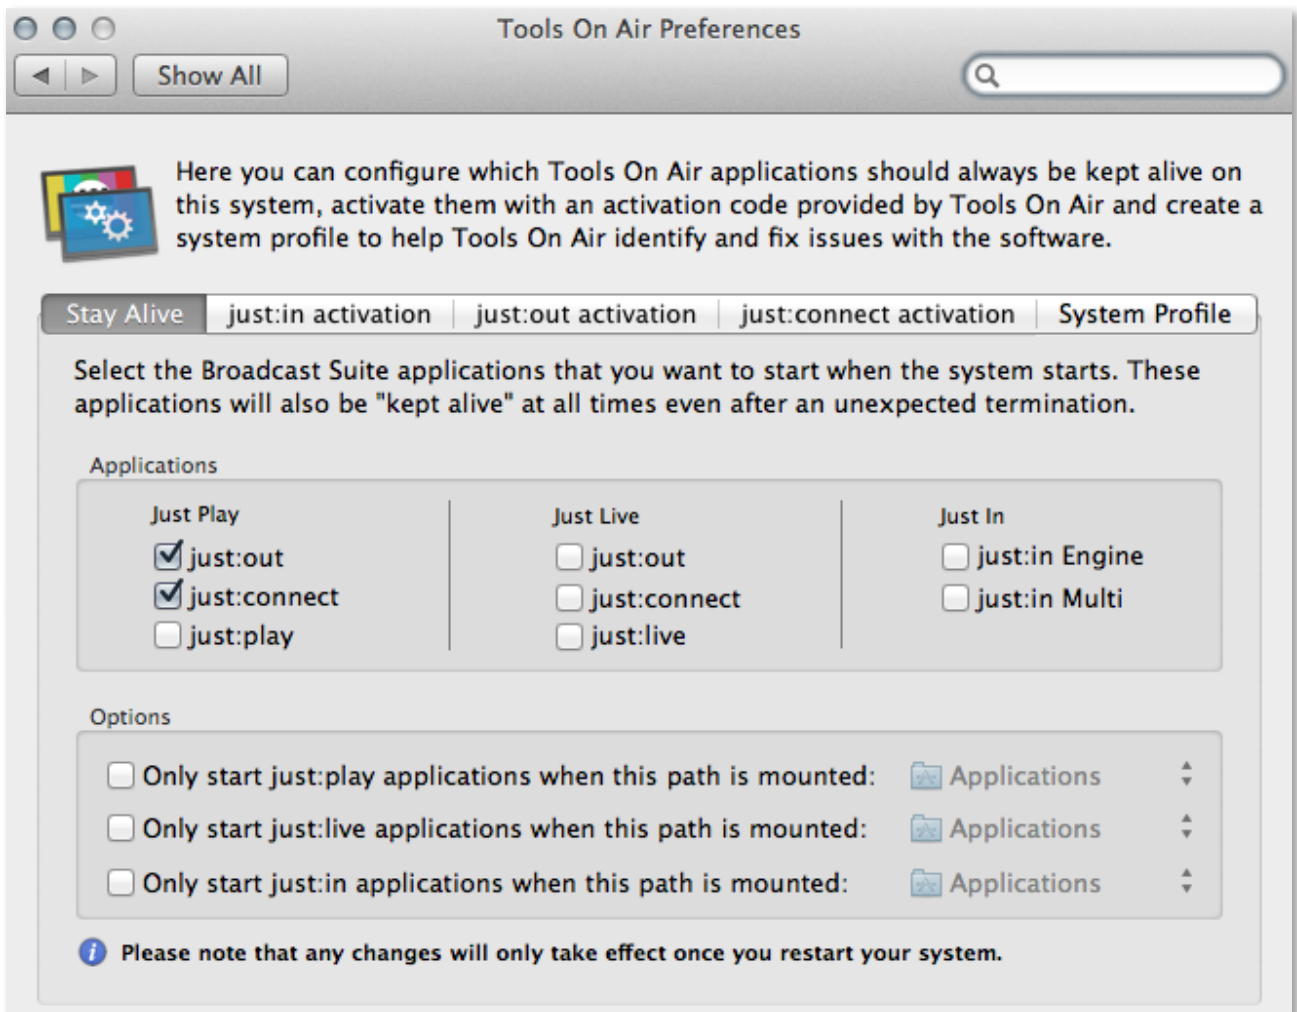 Tools On Air Preferences
Show All
Here you can configure which Tools On Air applications should always be kept alive on
this system, activate them with an activation code provided by Tools On Air and create a
system profile to help Tools On Air identify and fix issues with the software.
Stay Alive just:in activation just:out activation just:connect activation System Profile
Select the Broadcast Suite applications that you want to start when the system starts. These
applications will also be "kept alive" at all times even after an unexpected termination.
Applications
Just Play Just Live Just In
just:out just:out just:in Engine
just:connect just:connect just:in Multi
just:play just:live
Options
Only start just:play applications when this path is mounted: Applications
Only start just:live applications when this path is mounted: Applications
Only start just:in applications when this path is mounted: Applications
Please note that any changes will only take effect once you restart your system.